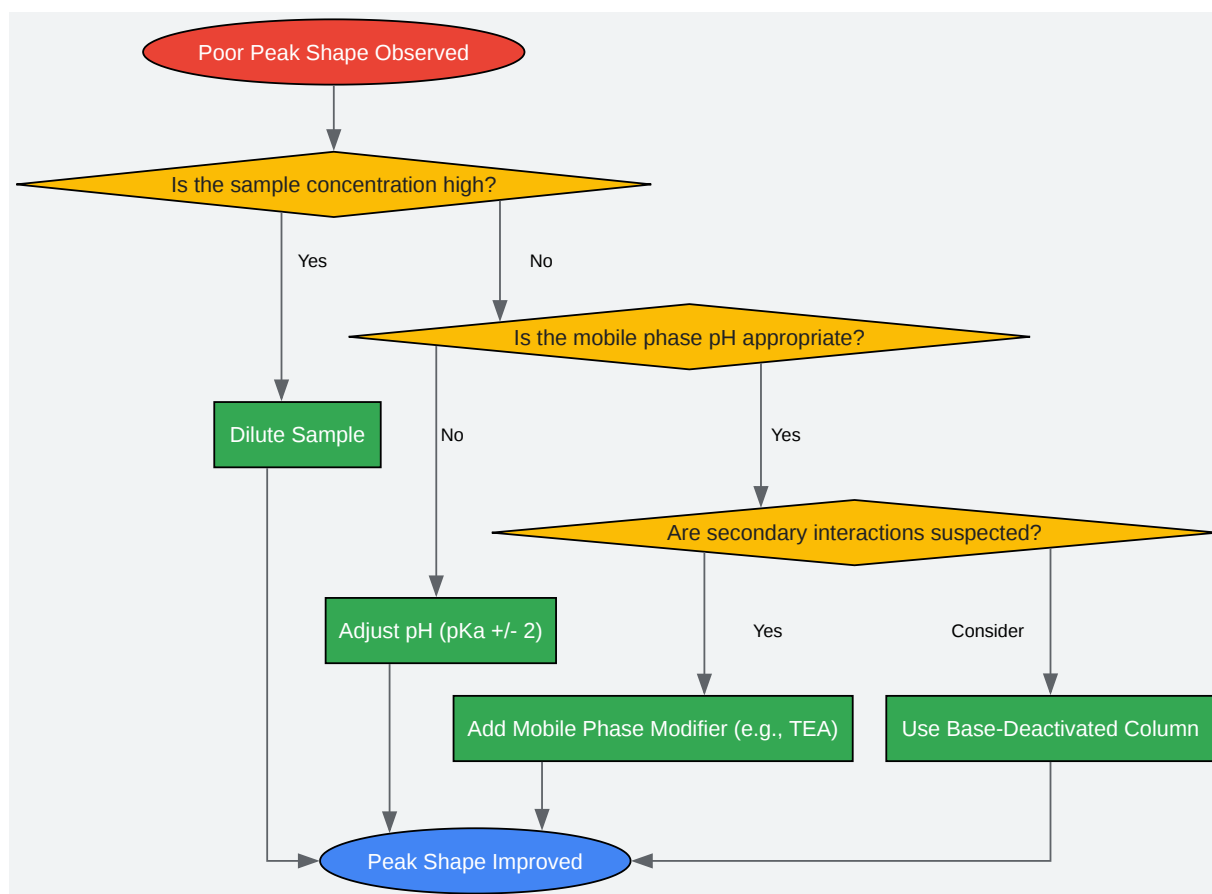 Poor Peak Shape Observed
Is the sample concentration high?
Yes
No
Is the mobile phase pH appropriate?
Dilute Sample
No
Yes
Are secondary interactions suspected?
Adjust pH (pKa +/- 2)
Yes
Consider
Add Mobile Phase Modifier (e.g., TEA)
Use Base-Deactivated Column
Peak Shape Improved